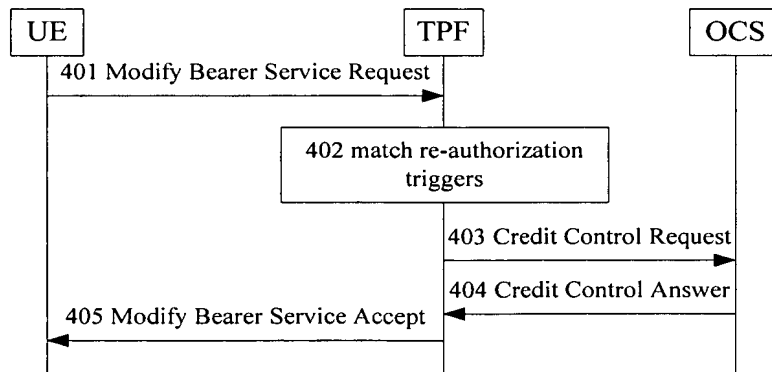 UE
TPF
OCS
401 Modify Bearer Service Request
402 match re-authorization
triggers
403 Credit Control Request
404 Credit Control Answer
405 Modify Bearer Service Accept